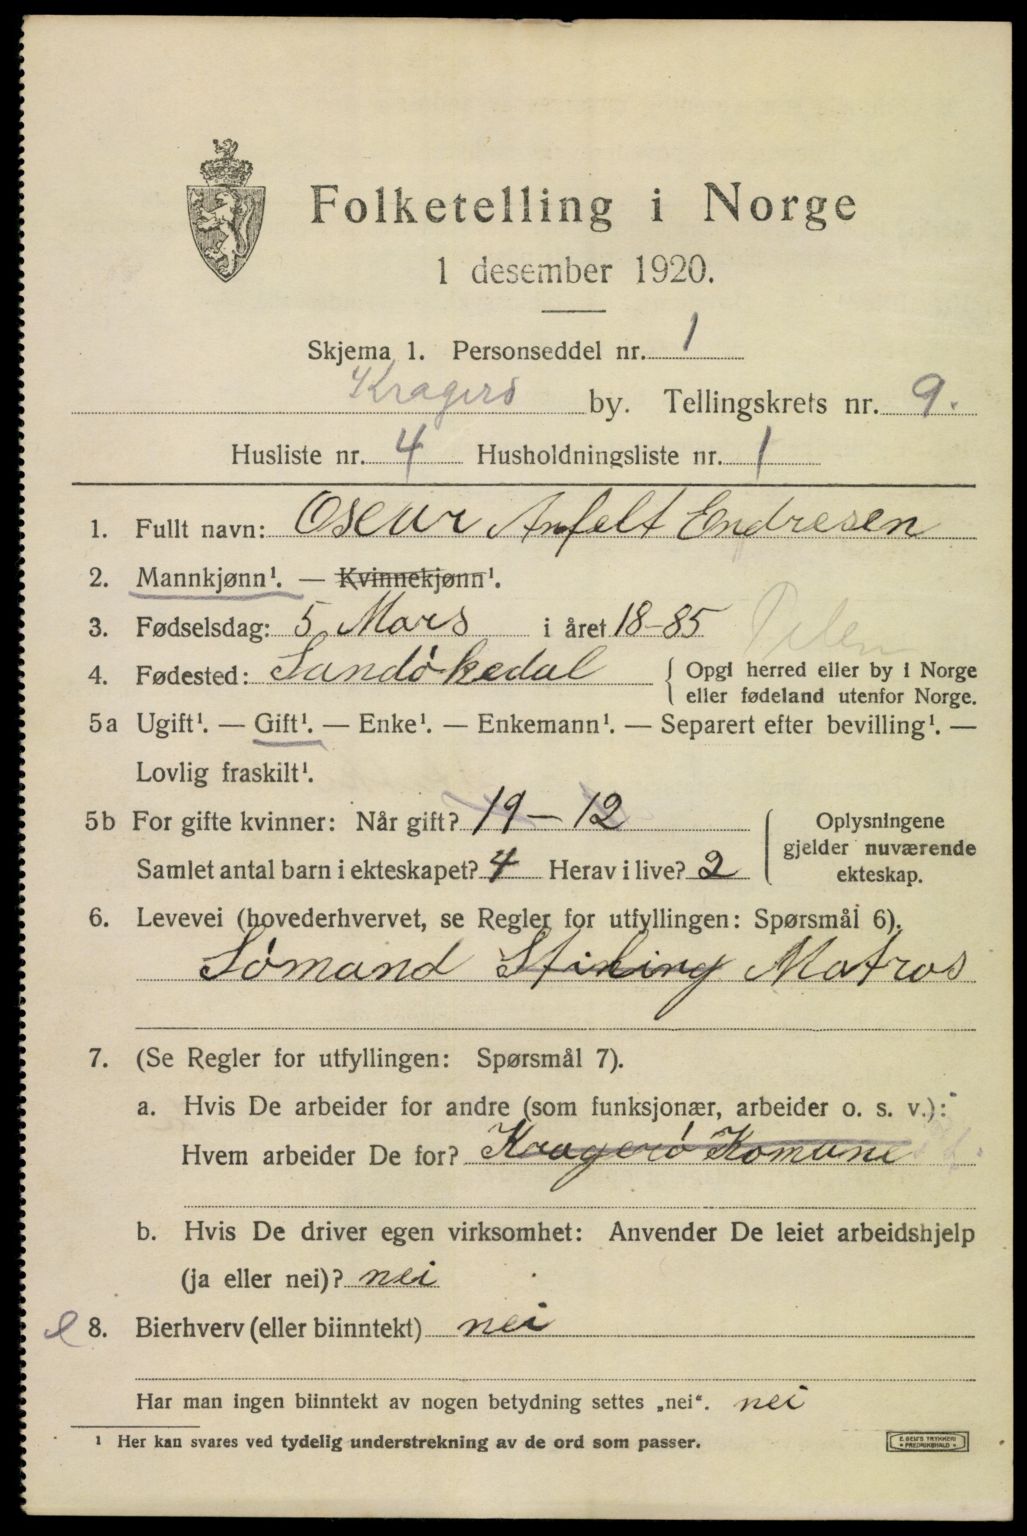 Folketelling i Norge
1 desember 1920.
Skjema 1. Personseddel nr. 1
Kragerö by. Tellingskrets nr. 9.
Husliste nr. 4 Husholdningsliste nr. 1
1. Fullt navn: Oscar Anfelt Endresen
2. Mannkjønn¹. — Kvinnekjønn¹.
3. Fødselsdag: 5 Mars i året 18-85
4. Fødested: Sandökedal { Opgi herred eller by i Norge
eller fødeland utenfor Norge.
5a Ugift¹. — Gift¹. — Enke¹. — Enkemann¹. — Separert efter bevilling¹. —
Lovlig fraskilt¹.
5b For gifte kvinner: Når gift? 19-12
Samlet antal barn i ekteskapet? 4 Herav i live? 2
Oplysningene
gjelder nuværende
ekteskap.
6. Levevei (hovederhvervet, se Regler for utfyllingen: Spørsmål 6).
Sömand Matros
7. (Se Regler for utfyllingen: Spørsmål 7).
a. Hvis De arbeider for andre (som funksjonær, arbeider o. s. v.):
Hvem arbeider De for? Kragerö Komune
b. Hvis De driver egen virksomhet: Anvender De leiet arbeidshjelp
(ja eller nei)? nei
8. Bierhverv (eller biinntekt) nei
Har man ingen biinntekt av nogen betydning settes „nei“. nei
¹ Her kan svares ved tydelig understrekning av de ord som passer.
E. SEM'S TRYKKERI
FREDRIKSHALD